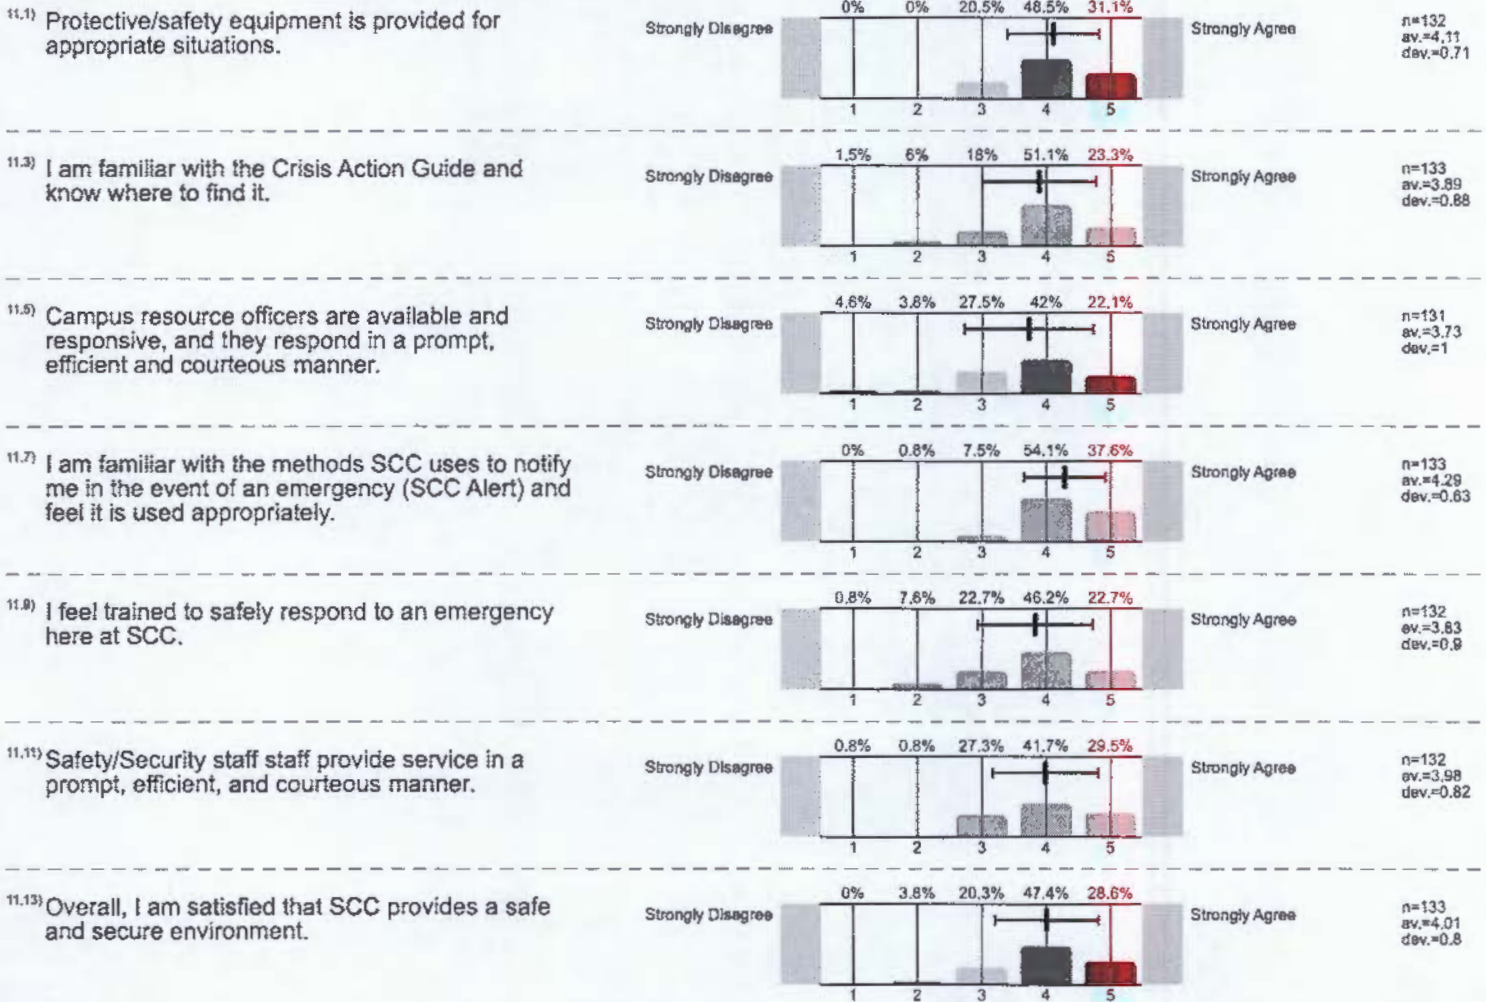 0% 0% 20.5% 48.5% 31.1%
11.1) Protective/safety equipment is provided for
appropriate situations.
Strongly Disagree
Strongly Agree
n=132
av.=4.11
dev.=0.71
1 2 3 4 5
1.5% 6% 18% 51.1% 23.3%
11.3) I am familiar with the Crisis Action Guide and
know where to find it.
Strongly Disagree
Strongly Agree
n=133
av.=3.89
dev.=0.88
1 2 3 4 5
4.6% 3.8% 27.5% 42% 22.1%
11.5) Campus resource officers are available and
responsive, and they respond in a prompt,
efficient and courteous manner.
Strongly Disagree
Strongly Agree
n=131
av.=3.73
dev.=1
1 2 3 4 5
0% 0.8% 7.5% 54.1% 37.6%
11.7) I am familiar with the methods SCC uses to notify
me in the event of an emergency (SCC Alert) and
feel it is used appropriately.
Strongly Disagree
Strongly Agree
n=133
av.=4.29
dev.=0.63
1 2 3 4 5
0.8% 7.6% 22.7% 46.2% 22.7%
11.9) I feel trained to safely respond to an emergency
here at SCC.
Strongly Disagree
Strongly Agree
n=132
av.=3.83
dev.=0.9
1 2 3 4 5
0.8% 0.8% 27.3% 41.7% 29.5%
11.11) Safety/Security staff staff provide service in a
prompt, efficient, and courteous manner.
Strongly Disagree
Strongly Agree
n=132
av.=3.98
dev.=0.82
1 2 3 4 5
0% 3.8% 20.3% 47.4% 28.6%
11.13) Overall, I am satisfied that SCC provides a safe
and secure environment.
Strongly Disagree
Strongly Agree
n=133
av.=4.01
dev.=0.8
1 2 3 4 5